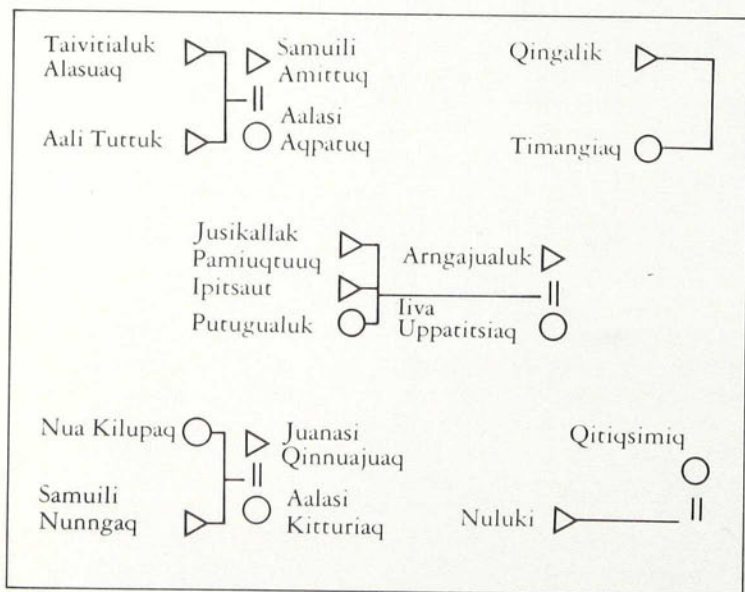 Taivitialuk
Alasuaq
Samuili
Amittuq
Aali Tuttuk
Aalasi
Aqpatuq
Qingalik
Timangiaq
Jusikallak
Pamiuqtuuq
Ipitsaut
Putugualuk
Arngajualuk
Iiva
Uppatitsiaq
Nua Kilupaq
Samuili
Nunngaq
Juanasi
Qinnuajuaq
Aalasi
Kitturiaq
Qitiqsimiq
Nuluki